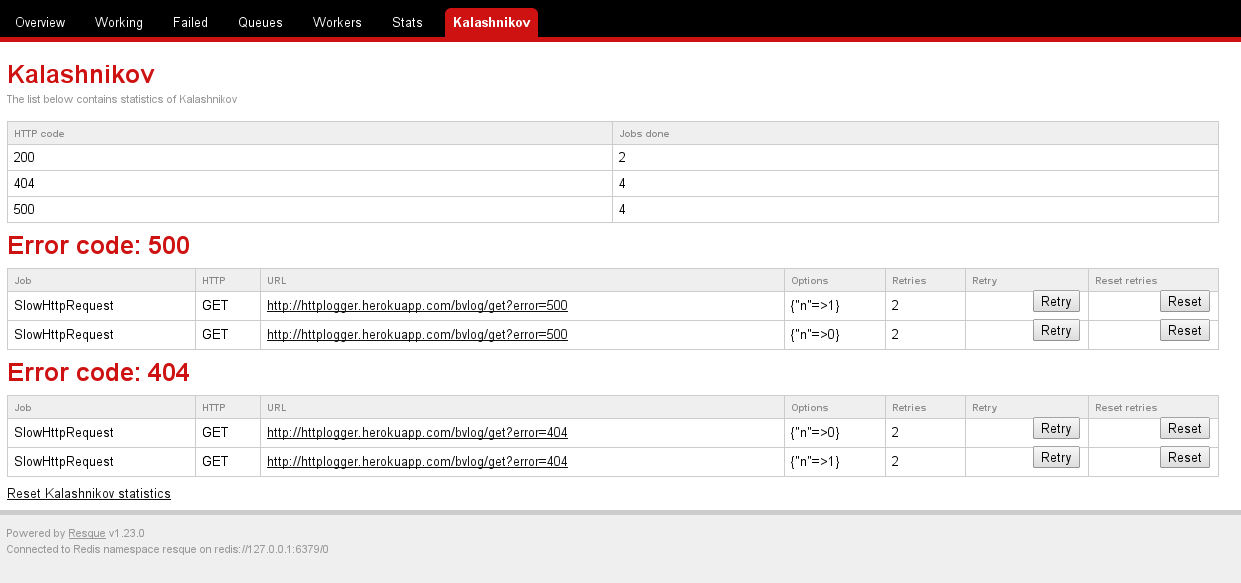 Overview Working Failed Queues Workers Stats Kalashnikov
Kalashnikov
The list below contains statistics of Kalashnikov
HTTP code Jobs done
200 2
404 4
500 4
Error code: 500
Job HTTP URL Options Retries Retry Reset retries
SlowHttpRequest GET http://httplogger.herokuapp.com/bvlog/get?error=500 {"n"=>1} 2 Retry Reset
SlowHttpRequest GET http://httplogger.herokuapp.com/bvlog/get?error=500 {"n"=>0} 2 Retry Reset
Error code: 404
Job HTTP URL Options Retries Retry Reset retries
SlowHttpRequest GET http://httplogger.herokuapp.com/bvlog/get?error=404 {"n"=>0} 2 Retry Reset
SlowHttpRequest GET http://httplogger.herokuapp.com/bvlog/get?error=404 {"n"=>1} 2 Retry Reset
Reset Kalashnikov statistics
Powered by Resque v1.23.0
Connected to Redis namespace resque on redis://127.0.0.1:6379/0